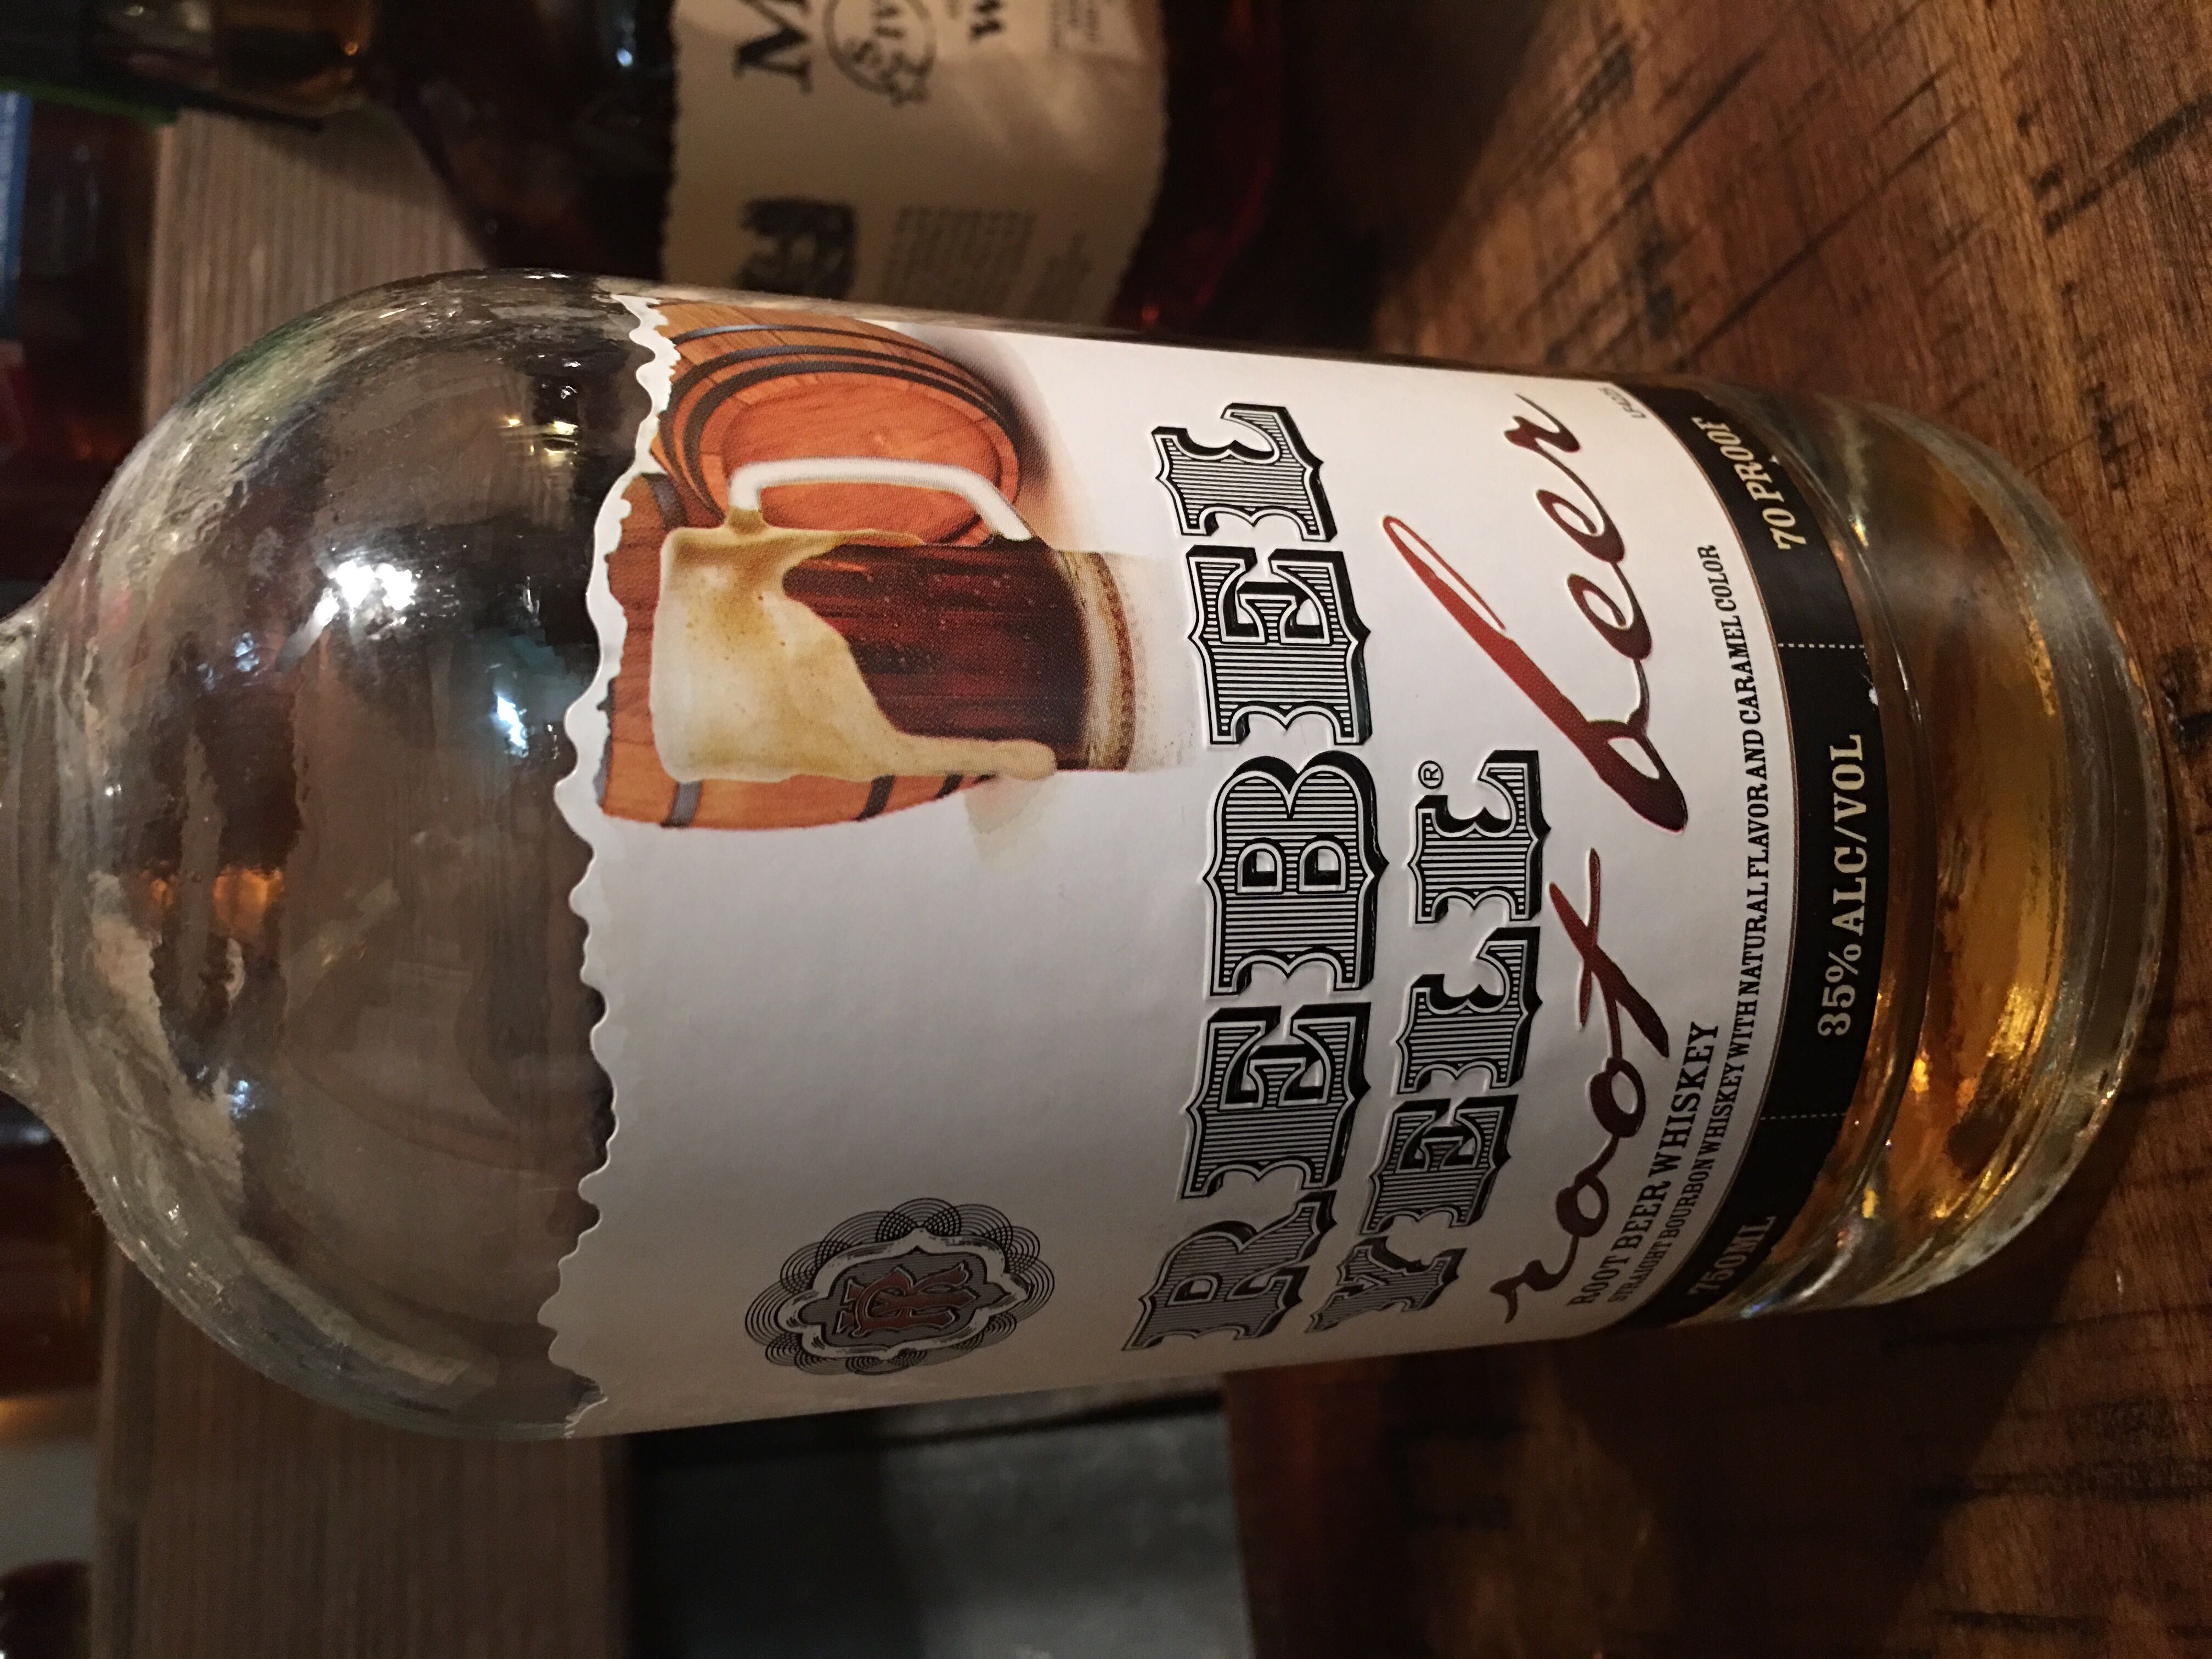 RR
REBEL
YELL®
root beer
ROOT BEER WHISKEY
STRAIGHT BOURBON WHISKEY WITH NATURAL FLAVOR AND CARAMEL COLOR
750ML
35% ALC/VOL
70 PROOF
M